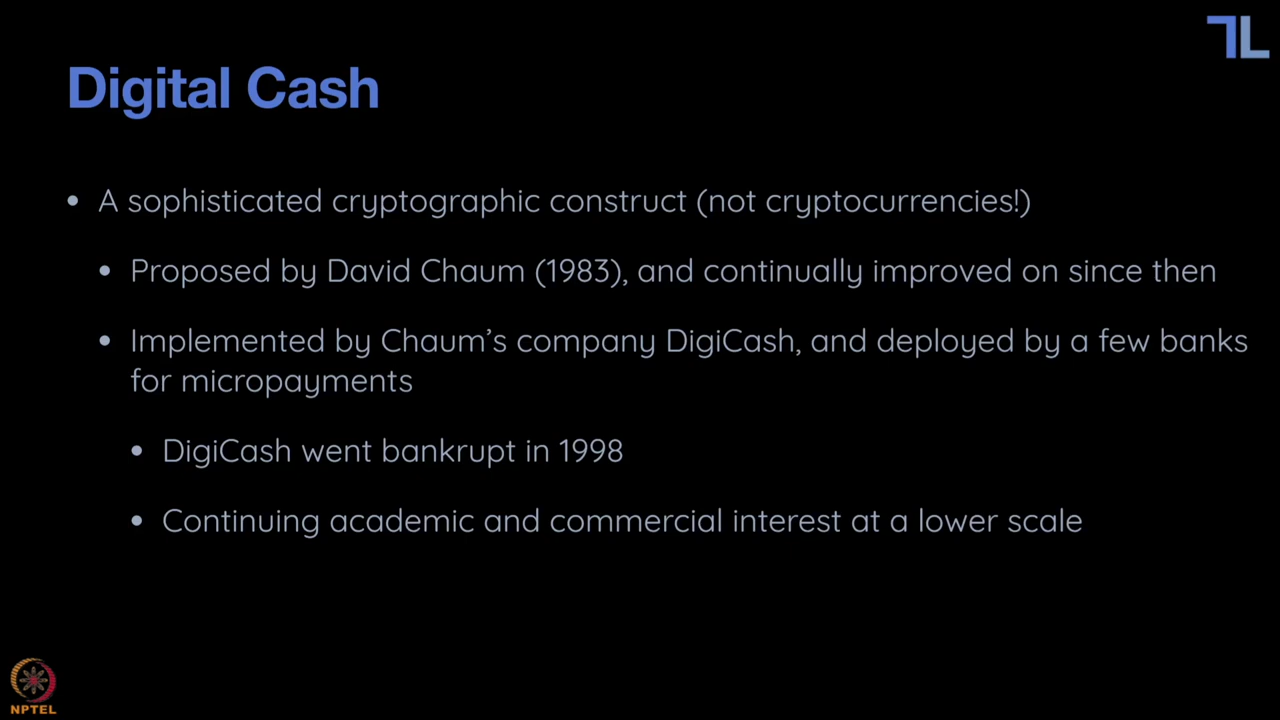 Digital Cash
• A sophisticated cryptographic construct (not cryptocurrencies!)
• Proposed by David Chaum (1983), and continually improved on since then
• Implemented by Chaum’s company DigiCash, and deployed by a few banks
for micropayments
• DigiCash went bankrupt in 1998
• Continuing academic and commercial interest at a lower scale
NPTEL